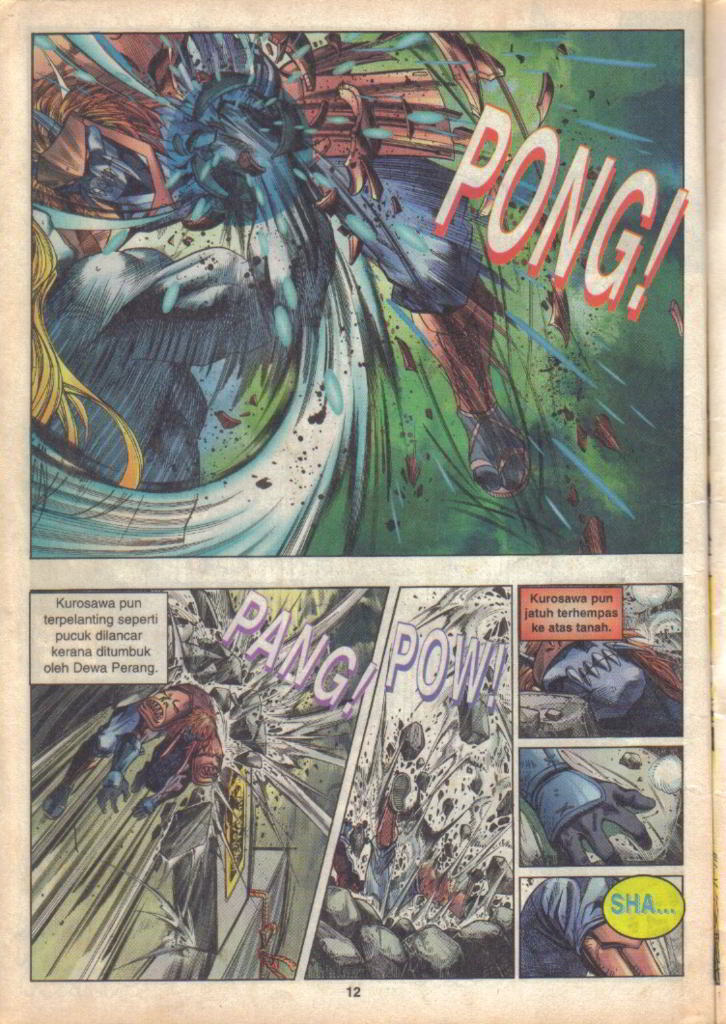 PONG!
Kurosawa pun
terpelanting seperti
pucuk dilancar
kerana ditumbuk
oleh Dewa Perang.
PANG!
POW!
Kurosawa pun
jatuh terhempas
ke atas tanah.
SHA...
12